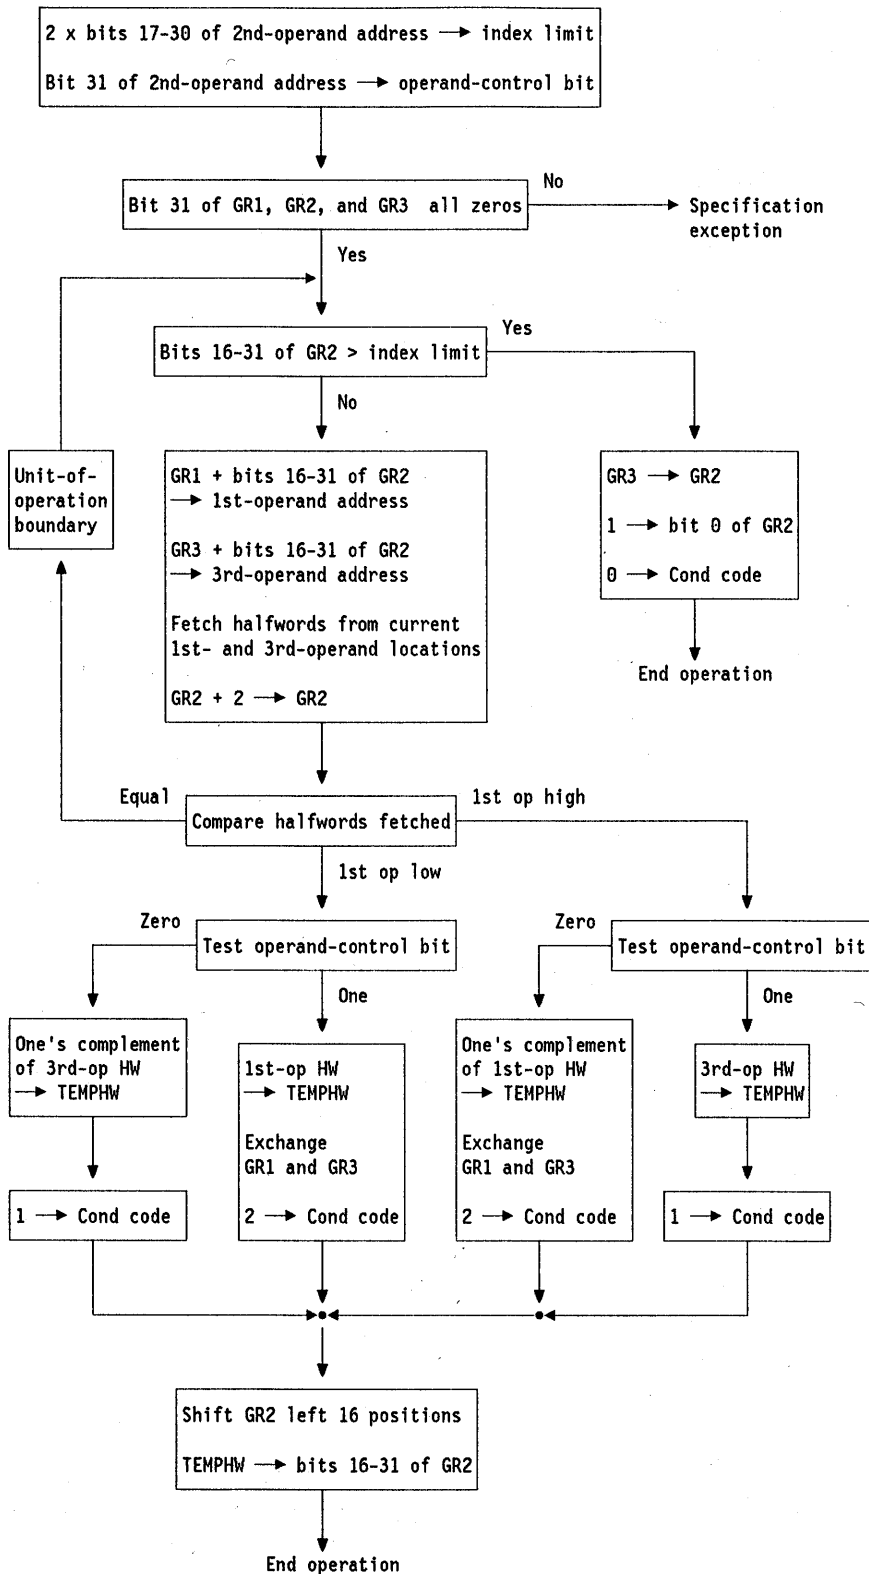 2 x bits 17-30 of 2nd-operand address → index limit
Bit 31 of 2nd-operand address → operand-control bit
Bit 31 of GR1, GR2, and GR3 all zeros
No
Specification
exception
Yes
Bits 16-31 of GR2 > index limit
Yes
No
Unit-of-
operation
boundary
GR1 + bits 16-31 of GR2
→ 1st-operand address
GR3 + bits 16-31 of GR2
→ 3rd-operand address
Fetch halfwords from current
1st- and 3rd-operand locations
GR2 + 2 → GR2
GR3 → GR2
1 → bit 0 of GR2
0 → Cond code
End operation
Equal
Compare halfwords fetched
1st op high
1st op low
Zero
Test operand-control bit
One
Zero
Test operand-control bit
One
One's complement
of 3rd-op HW
→ TEMPHW
1 → Cond code
1st-op HW
→ TEMPHW
Exchange
GR1 and GR3
2 → Cond code
One's complement
of 1st-op HW
→ TEMPHW
Exchange
GR1 and GR3
2 → Cond code
3rd-op HW
→ TEMPHW
1 → Cond code
Shift GR2 left 16 positions
TEMPHW → bits 16-31 of GR2
End operation